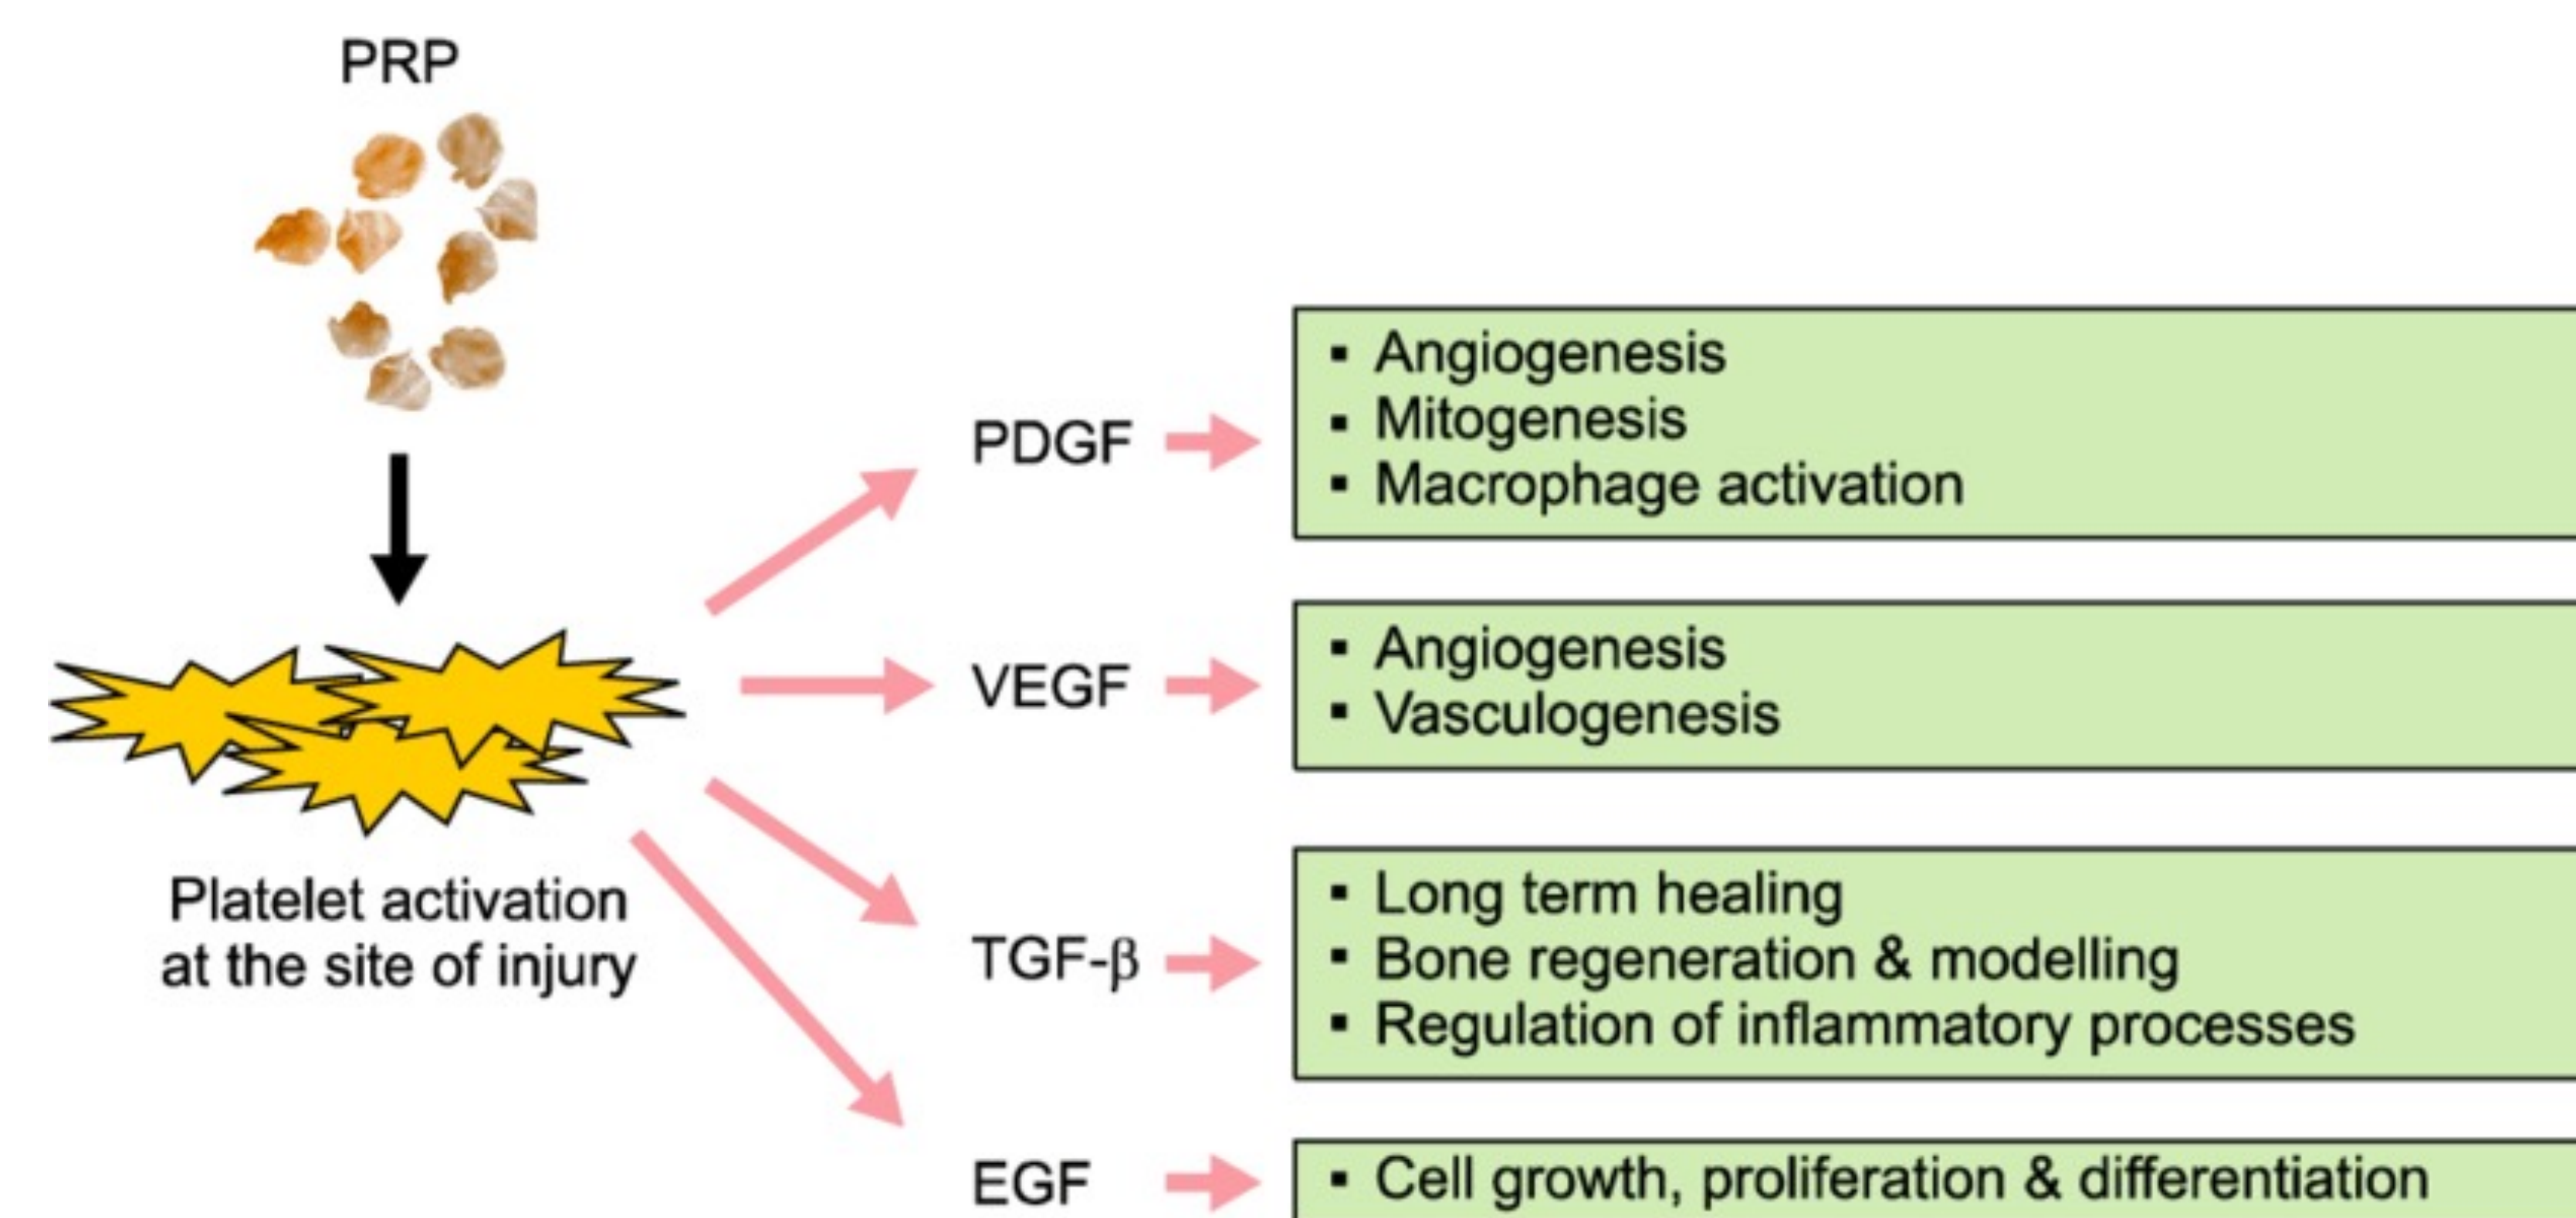 PRP
Platelet activation
at the site of injury
PDGF
▪ Angiogenesis
▪ Mitogenesis
▪ Macrophage activation
VEGF
▪ Angiogenesis
▪ Vasculogenesis
TGF-β
▪ Long term healing
▪ Bone regeneration & modelling
▪ Regulation of inflammatory processes
EGF
▪ Cell growth, proliferation & differentiation